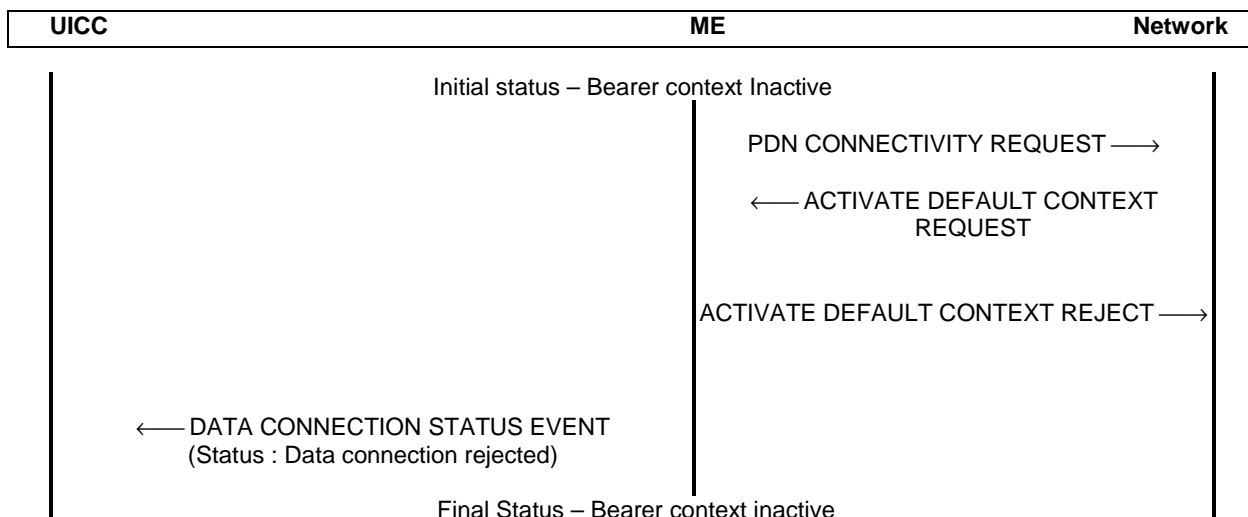 UICC ME Network
Initial status – Bearer context Inactive
PDN CONNECTIVITY REQUEST ⟶
⟵ ACTIVATE DEFAULT CONTEXT
REQUEST
ACTIVATE DEFAULT CONTEXT REJECT ⟶
⟵ DATA CONNECTION STATUS EVENT
(Status : Data connection rejected)
Final Status – Bearer context inactive